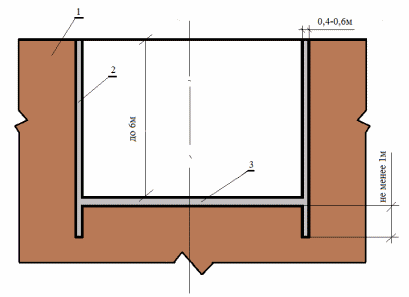 1
0,4-0,6м
2
до 6м
3
не менее 1м